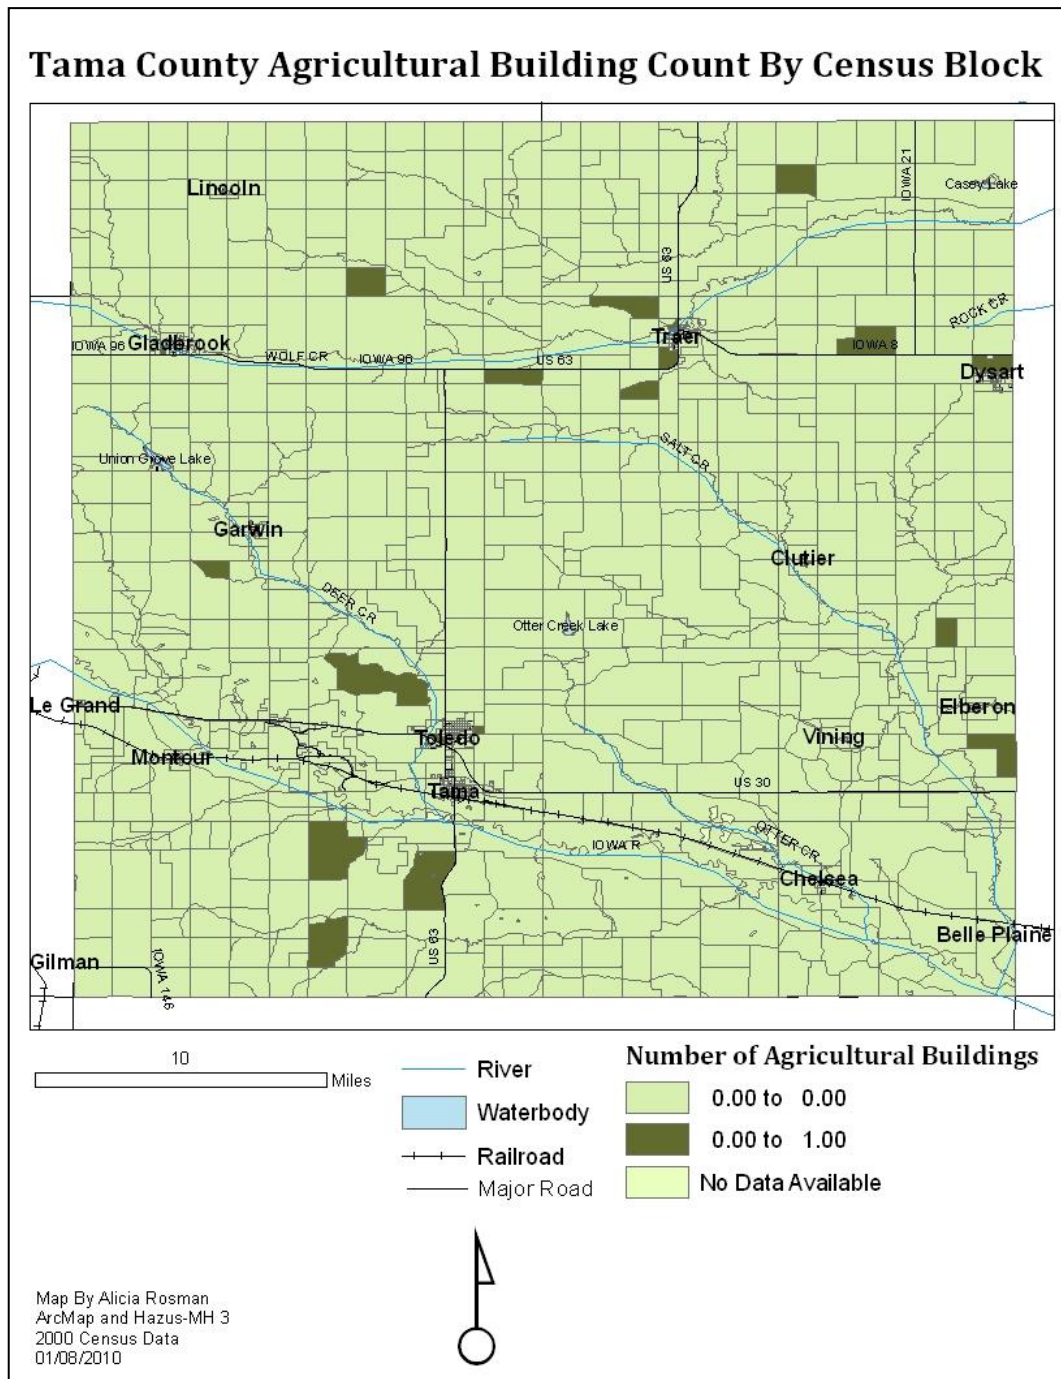 Tama County Agricultural Building Count By Census Block
Lincoln
IOWA 21
Casey Lake
US 63
ROCK CR
IOWA 96
Gladbrook
WOLF CR
IOWA 96
US 63
Traer
IOWA 8
Dysart
SALT CR
Union Grove Lake
Garwin
Clutier
DEER CR
Otter Creek Lake
Le Grand
Elberon
Toledo
Vining
Montour
Tama
US 30
OTTER CR
IOWA R
Chelsea
US 63
Belle Plaine
Gilman
IOWA 146
10
Miles
River
Waterbody
Railroad
Major Road
Number of Agricultural Buildings
0.00 to 0.00
0.00 to 1.00
No Data Available
Map By Alicia Rosman
ArcMap and Hazus-MH 3
2000 Census Data
01/08/2010